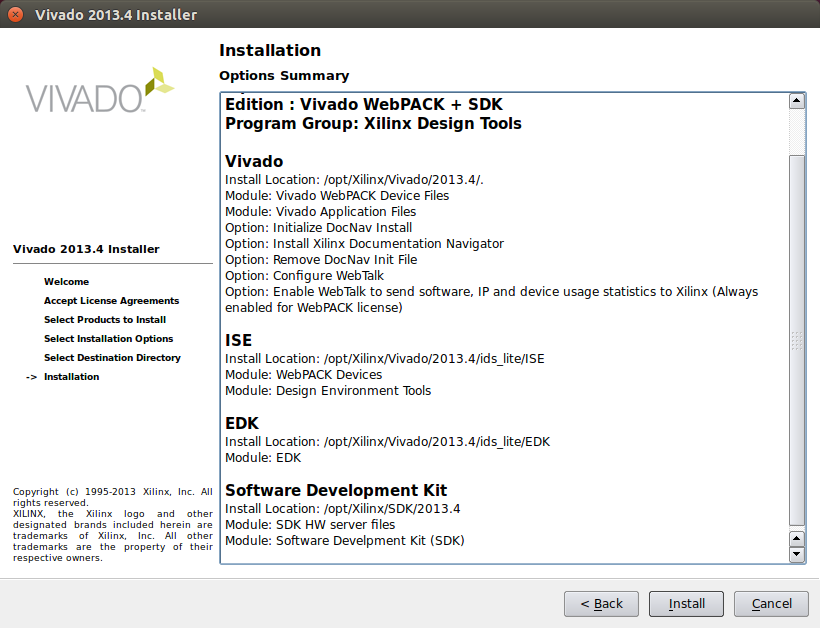 Vivado 2013.4 Installer
VIVADO
Vivado 2013.4 Installer
Welcome
Accept License Agreements
Select Products to Install
Select Installation Options
Select Destination Directory
-> Installation
Copyright (c) 1995-2013 Xilinx, Inc. All
rights reserved.
XILINX, the Xilinx logo and other
designated brands included herein are
trademarks of Xilinx, Inc. All other
trademarks are the property of their
respective owners.
Installation
Options Summary
Edition : Vivado WebPACK + SDK
Program Group: Xilinx Design Tools
Vivado
Install Location: /opt/Xilinx/Vivado/2013.4/.
Module: Vivado WebPACK Device Files
Module: Vivado Application Files
Option: Initialize DocNav Install
Option: Install Xilinx Documentation Navigator
Option: Remove DocNav Init File
Option: Configure WebTalk
Option: Enable WebTalk to send software, IP and device usage statistics to Xilinx (Always
enabled for WebPACK license)
ISE
Install Location: /opt/Xilinx/Vivado/2013.4/ids_lite/ISE
Module: WebPACK Devices
Module: Design Environment Tools
EDK
Install Location: /opt/Xilinx/Vivado/2013.4/ids_lite/EDK
Module: EDK
Software Development Kit
Install Location: /opt/Xilinx/SDK/2013.4
Module: SDK HW server files
Module: Software Develpment Kit (SDK)
< Back
Install
Cancel